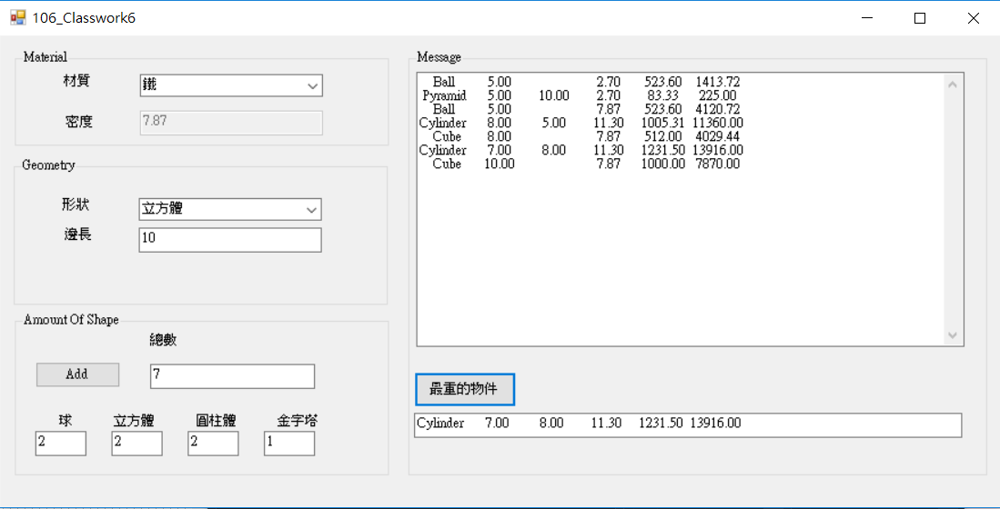 106_Classwork6
Material
材質 鐵
密度 7.87
Geometry
形狀 立方體
邊長 10
Amount Of Shape
總數
Add 7
球 立方體 圓柱體 金字塔
2 2 2 1
Message
Ball 5.00 2.70 523.60 1413.72
Pyramid 5.00 10.00 2.70 83.33 225.00
Ball 5.00 7.87 523.60 4120.72
Cylinder 8.00 5.00 11.30 1005.31 11360.00
Cube 8.00 7.87 512.00 4029.44
Cylinder 7.00 8.00 11.30 1231.50 13916.00
Cube 10.00 7.87 1000.00 7870.00
最重的物件
Cylinder 7.00 8.00 11.30 1231.50 13916.00